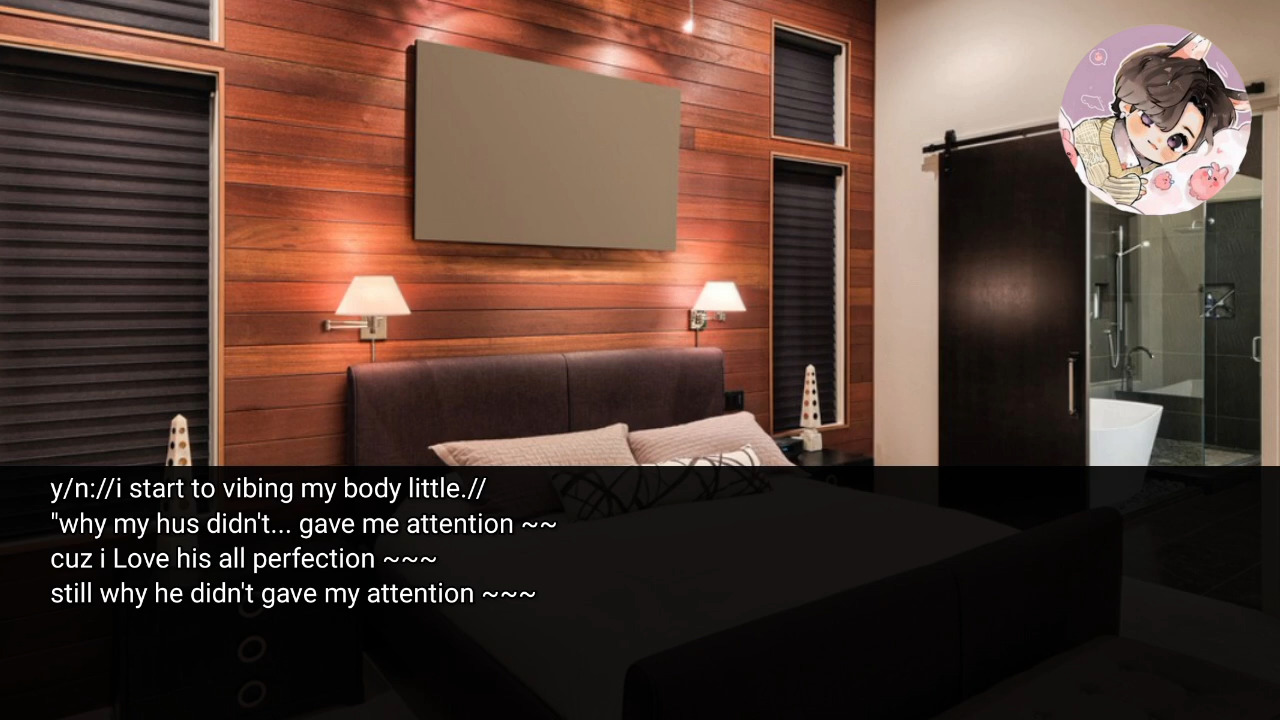 y/n://i start to vibing my body little.//
"why my hus didn't... gave me attention ~~
cuz i Love his all perfection ~~~
still why he didn't gave my attention ~~~